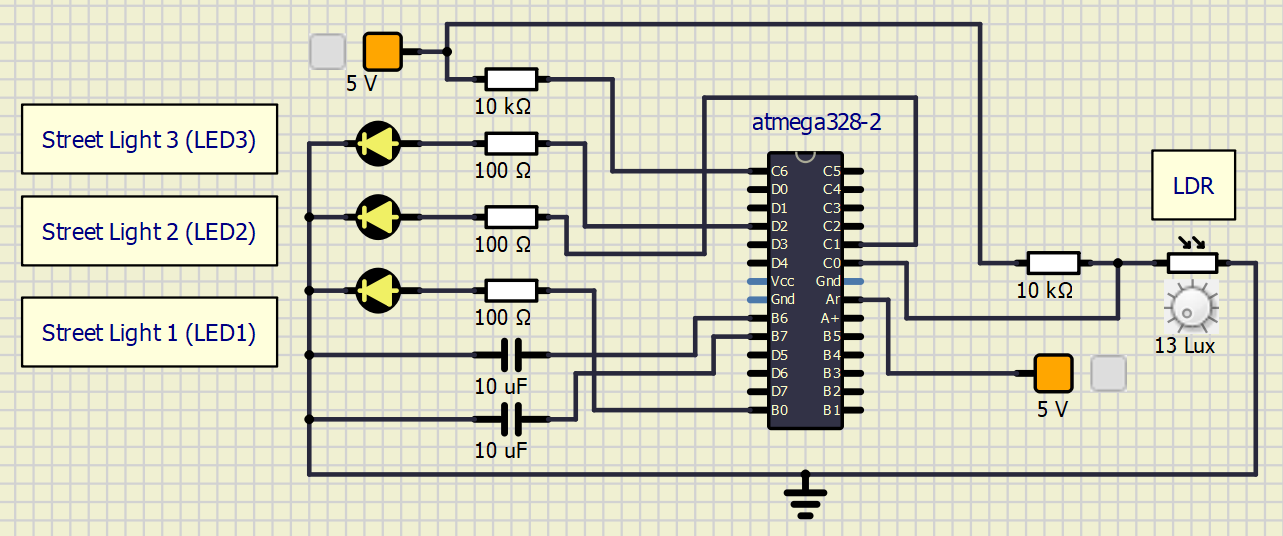 5 V
10 kΩ
Street Light 3 (LED3)
100 Ω
Street Light 2 (LED2)
100 Ω
Street Light 1 (LED1)
100 Ω
10 uF
10 uF
atmega328-2
C6 C5
D0 C4
D1 C3
D2 C2
D3 C1
D4 C0
Vcc Gnd
Gnd Ar
B6 A+
B7 B5
D5 B4
D6 B3
D7 B2
B0 B1
LDR
10 kΩ
13 Lux
5 V